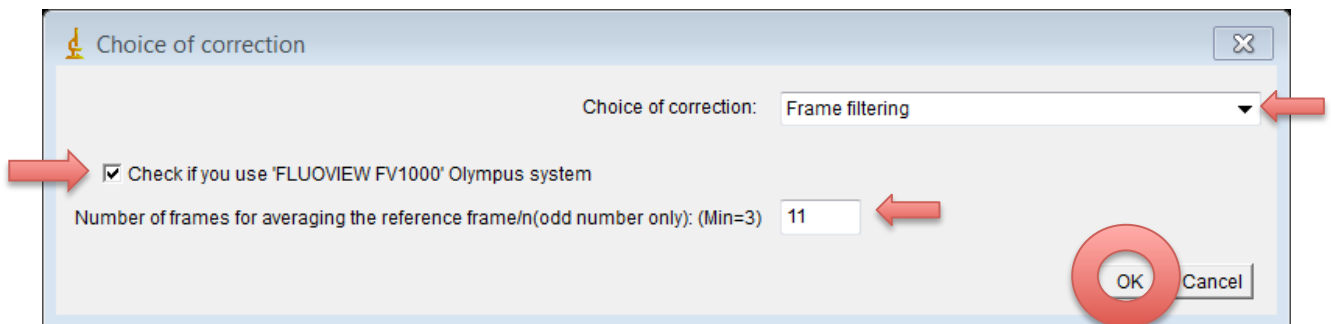 Choice of correction
Choice of correction: Frame filtering
Check if you use 'FLUOVIEW FV1000' Olympus system
Number of frames for averaging the reference frame/n(odd number only): (Min=3) 11
OK Cancel